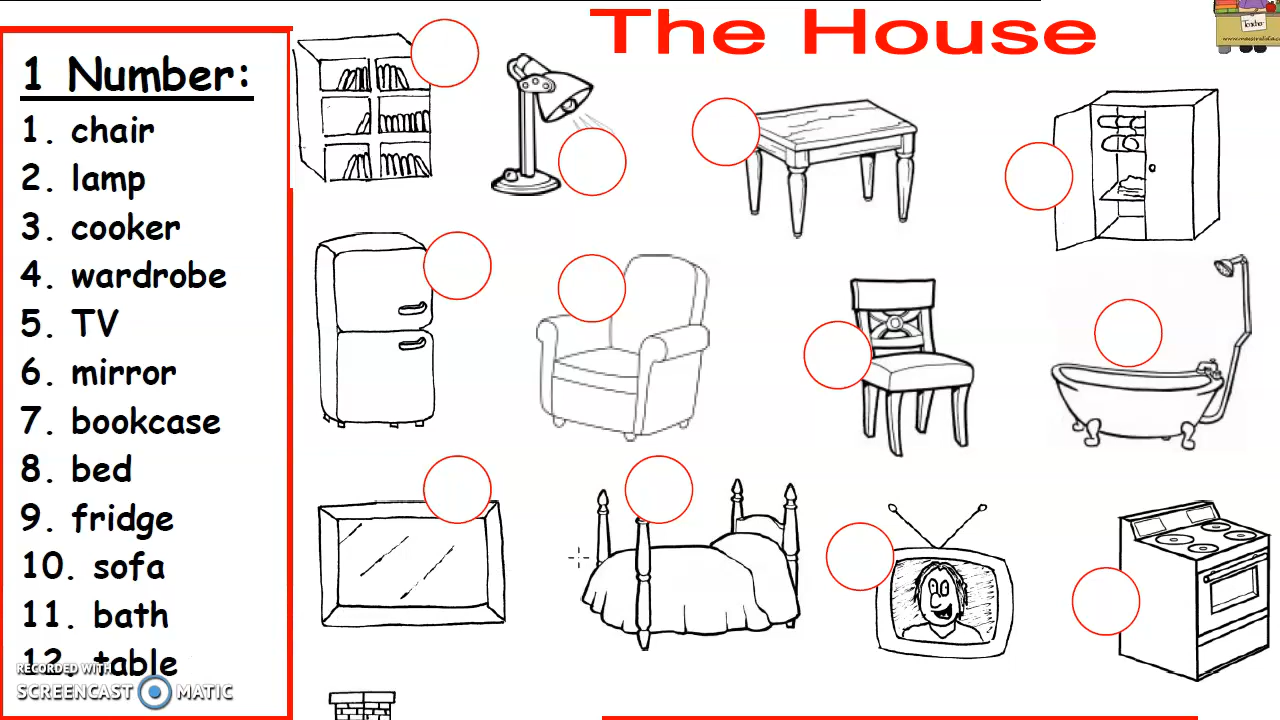 The House
1 Number:
1. chair
2. lamp
3. cooker
4. wardrobe
5. TV
6. mirror
7. bookcase
8. bed
9. fridge
10. sofa
11. bath
12. table
RECORDED WITH
SCREENCAST MATIC